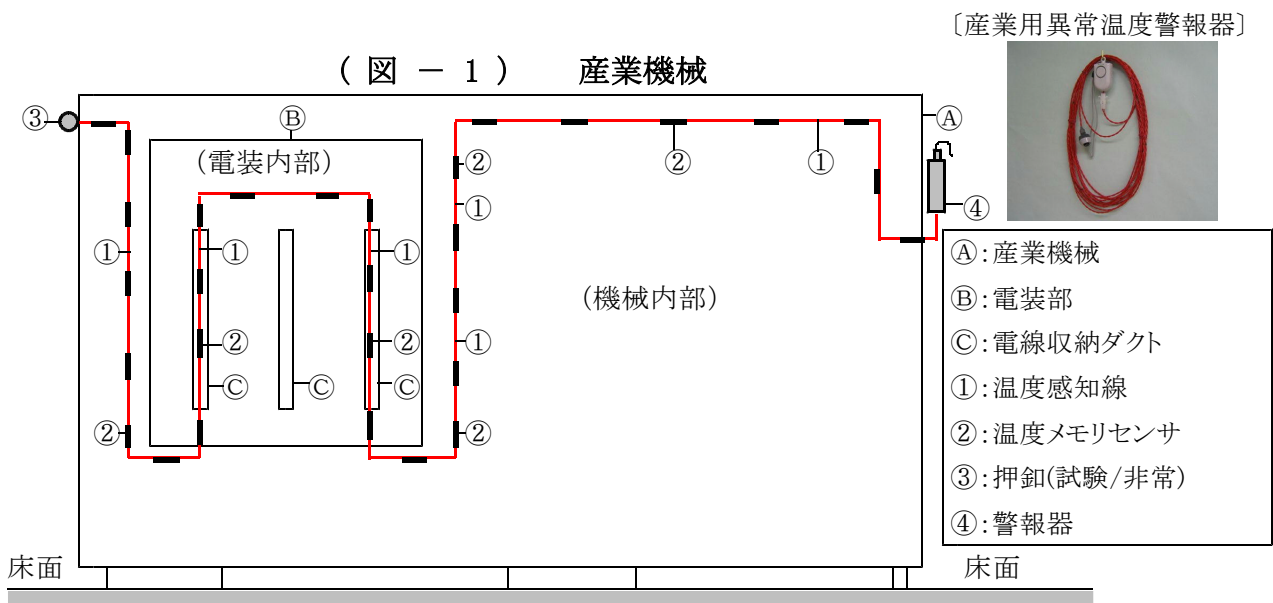 〔産業用異常温度警報器〕
(図－1) 産業機械
③
Ⓑ
Ⓐ
(電装内部)
②
②
①
④
①
①
①
①
(機械内部)
②
②
①
Ⓒ
Ⓒ
Ⓒ
②
②
Ⓐ:産業機械
Ⓑ:電装部
Ⓒ:電線収納ダクト
①:温度感知線
②:温度メモリセンサ
③:押釦(試験/非常)
④:警報器
床面
床面